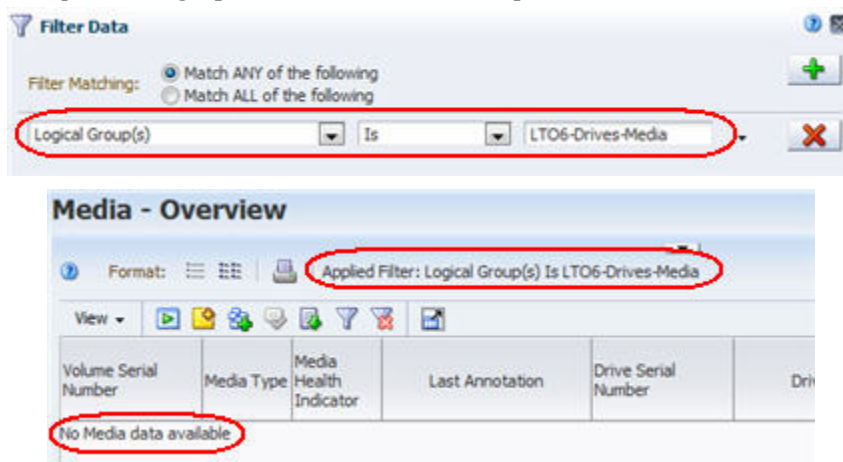 Filter Data
Filter Matching:
Match ANY of the following
Match ALL of the following
Logical Group(s) Is LTO6-Drives-Media
Media - Overview
Format: Applied Filter: Logical Group(s) Is LTO6-Drives-Media
View
Volume Serial Number
Media Type
Media Health Indicator
Last Annotation
Drive Serial Number
No Media data available